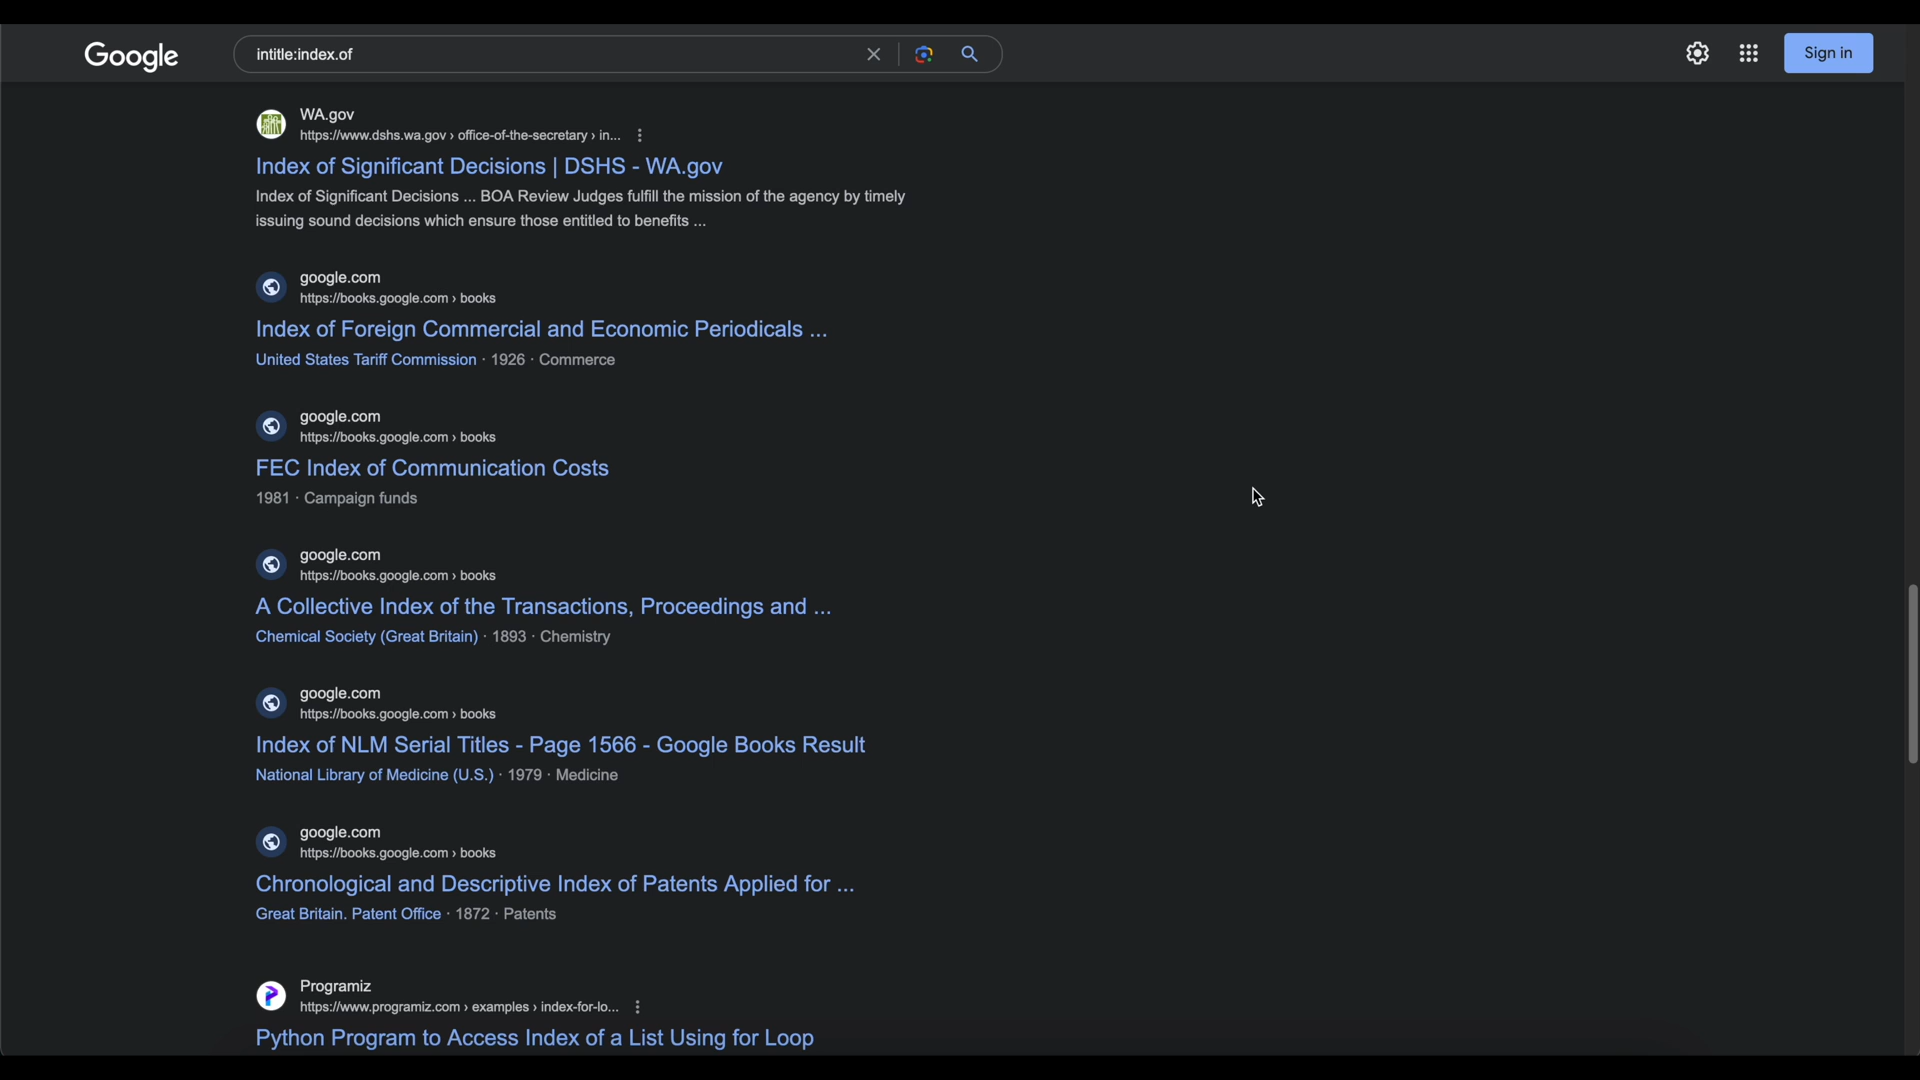 Google
intitle:index.of
Sign in
WA.gov
https://www.dshs.wa.gov › office-of-the-secretary › in...
Index of Significant Decisions | DSHS - WA.gov
Index of Significant Decisions ... BOA Review Judges fulfill the mission of the agency by timely
issuing sound decisions which ensure those entitled to benefits ...
google.com
https://books.google.com › books
Index of Foreign Commercial and Economic Periodicals ...
United States Tariff Commission · 1926 · Commerce
google.com
https://books.google.com › books
FEC Index of Communication Costs
1981 · Campaign funds
google.com
https://books.google.com › books
A Collective Index of the Transactions, Proceedings and ...
Chemical Society (Great Britain) · 1893 · Chemistry
google.com
https://books.google.com › books
Index of NLM Serial Titles - Page 1566 - Google Books Result
National Library of Medicine (U.S.) · 1979 · Medicine
google.com
https://books.google.com › books
Chronological and Descriptive Index of Patents Applied for ...
Great Britain. Patent Office · 1872 · Patents
Programiz
https://www.programiz.com › examples › index-for-lo...
Python Program to Access Index of a List Using for Loop